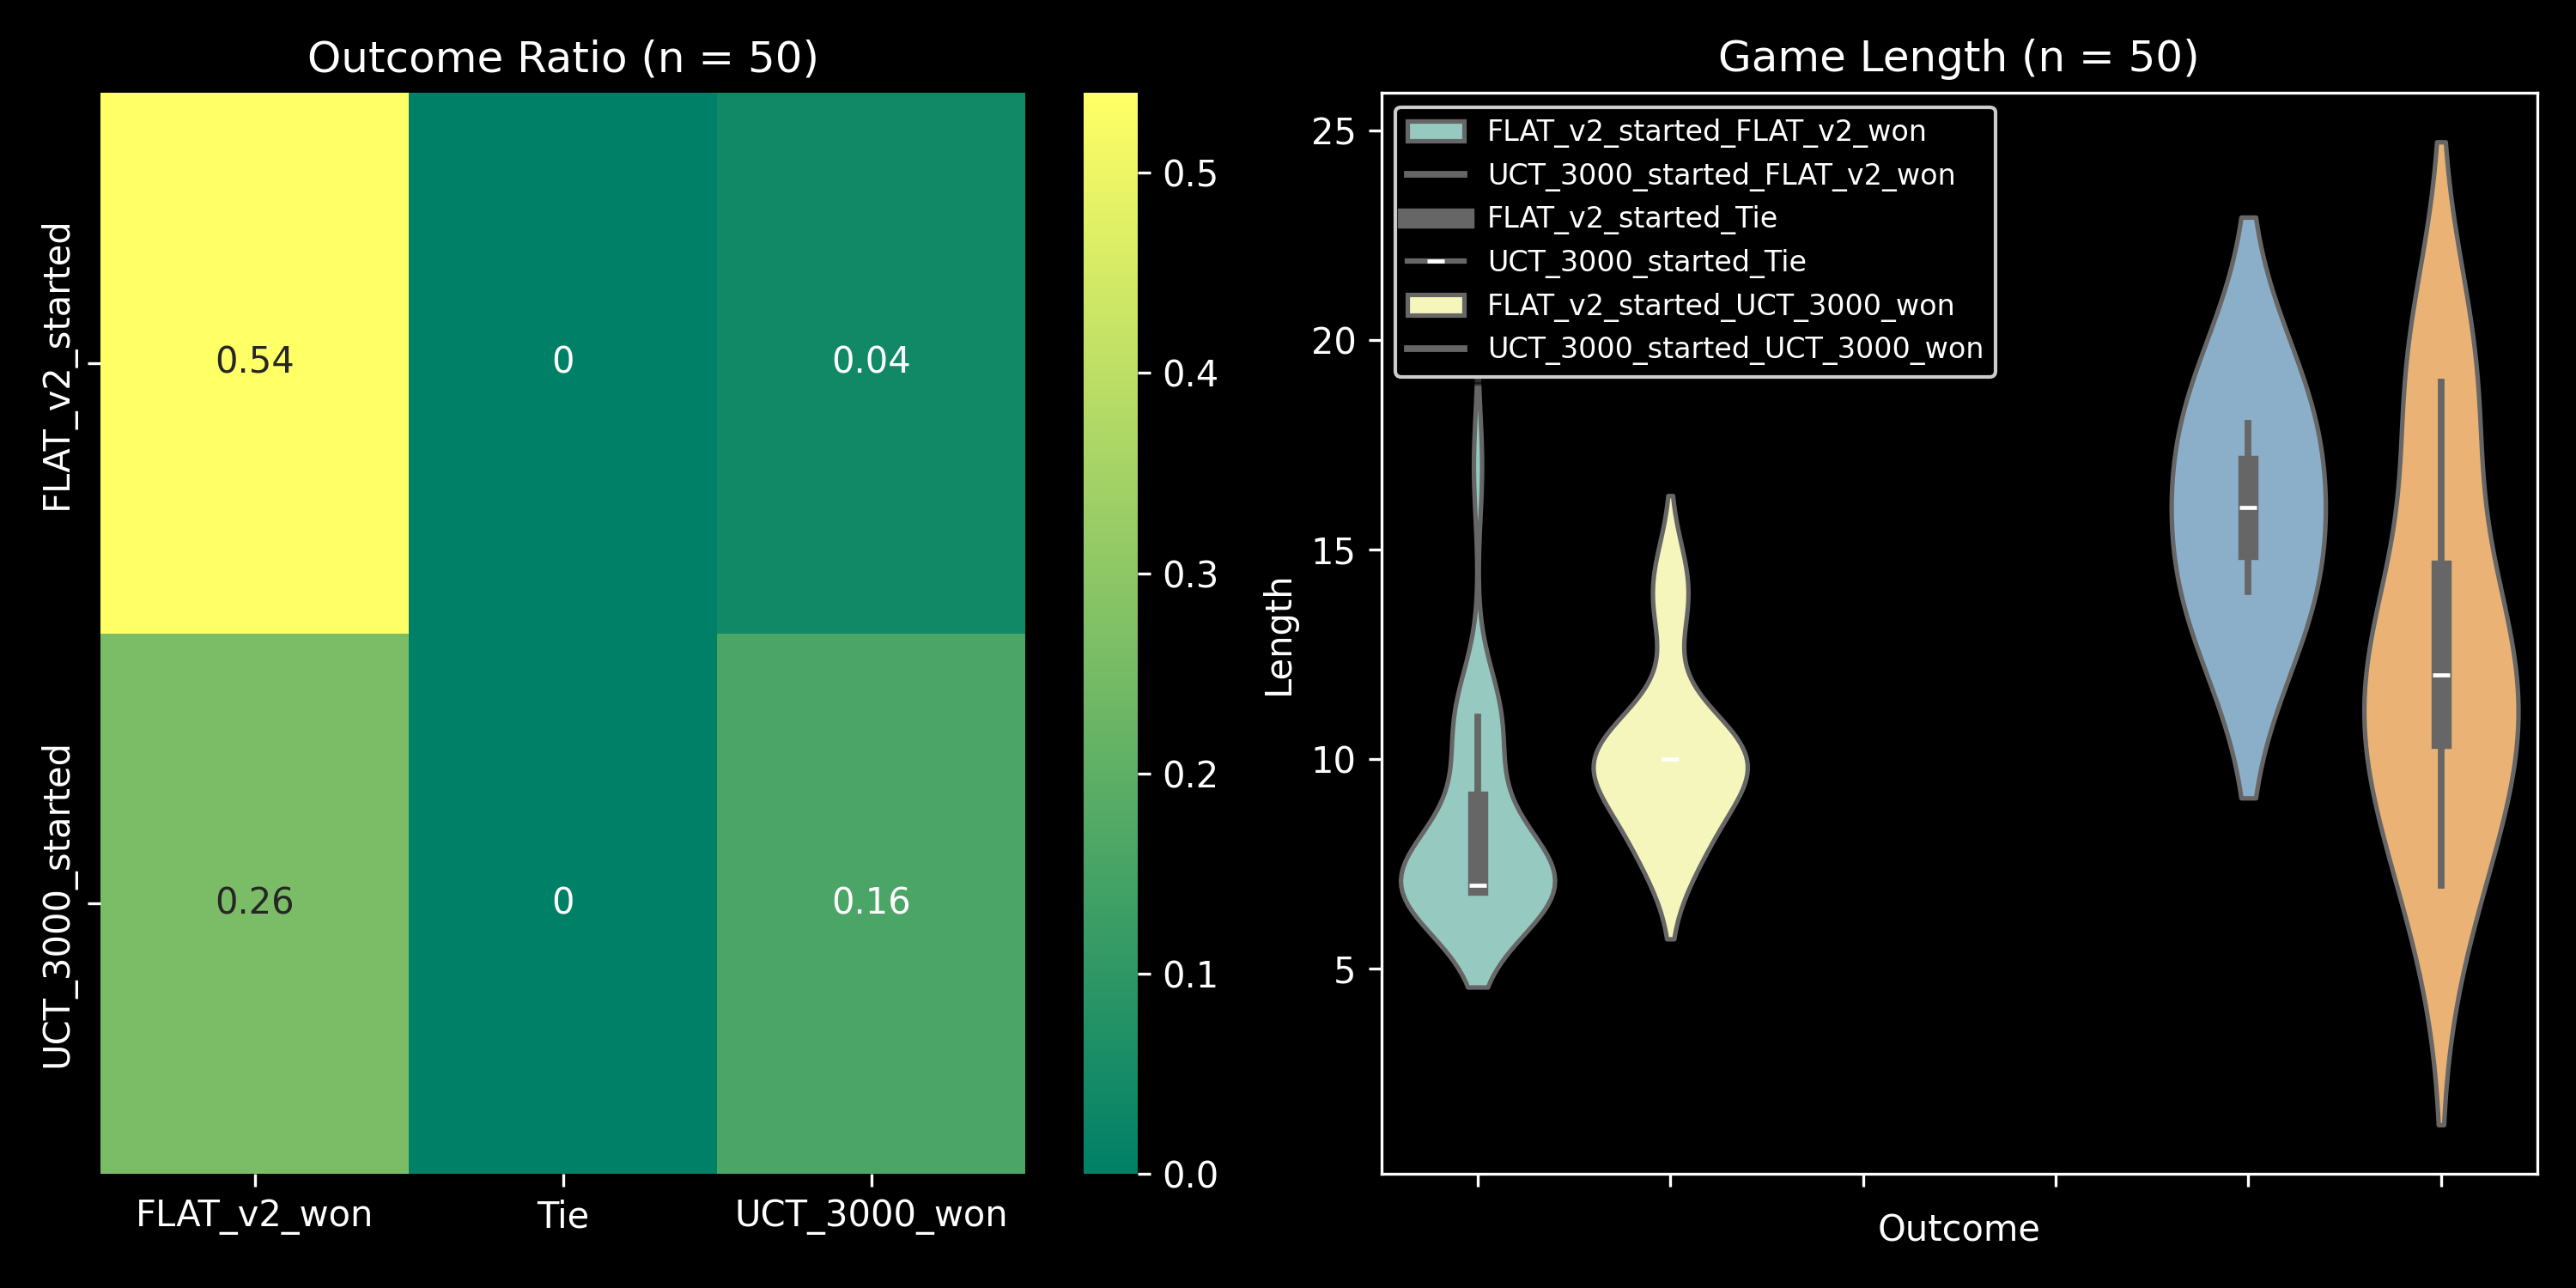 Outcome Ratio (n = 50)
FLAT_v2_started
UCT_3000_started
0.54
0
0.04
0.26
0
0.16
FLAT_v2_won
Tie
UCT_3000_won
0.5
0.4
0.3
0.2
0.1
0.0
Game Length (n = 50)
FLAT_v2_started_FLAT_v2_won
UCT_3000_started_FLAT_v2_won
FLAT_v2_started_Tie
UCT_3000_started_Tie
FLAT_v2_started_UCT_3000_won
UCT_3000_started_UCT_3000_won
25
20
15
10
5
Length
Outcome